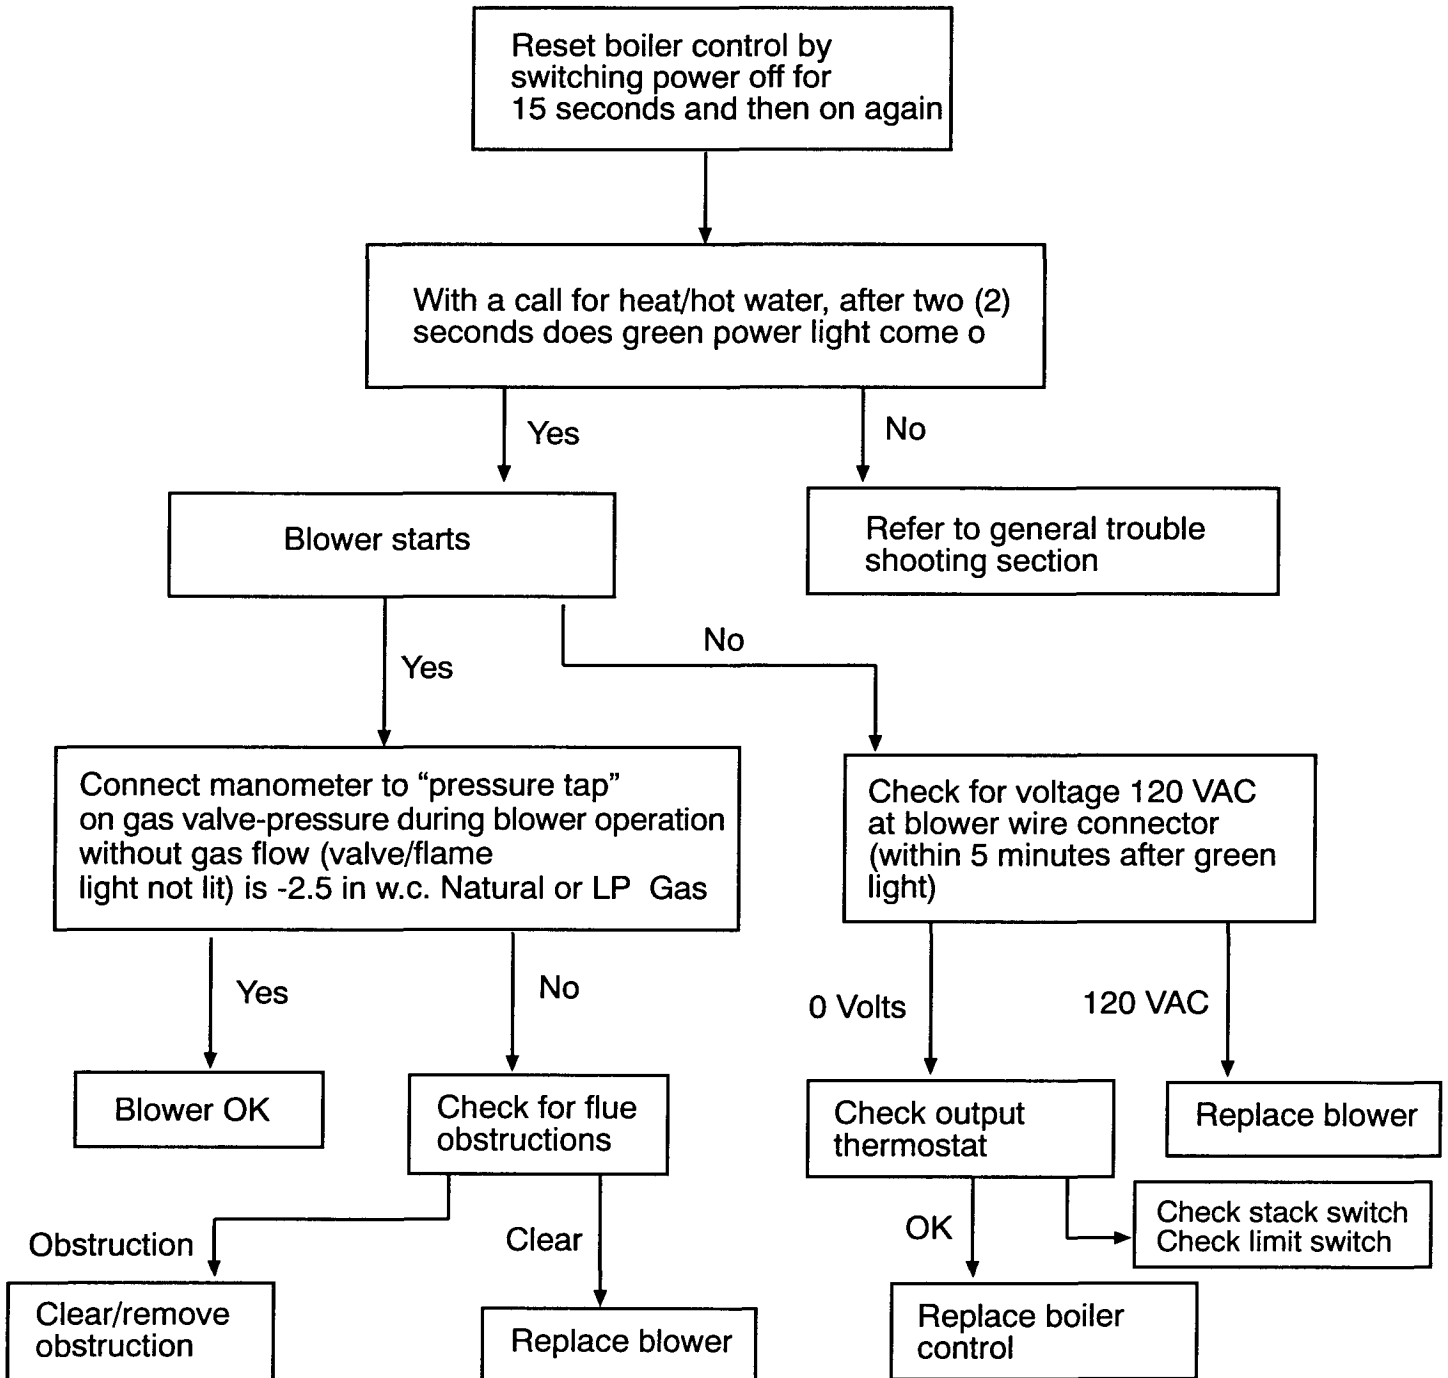 Reset boiler control by
switching power off for
15 seconds and then on again
With a call for heat/hot water, after two (2)
seconds does green power light come o
Yes
No
Blower starts
Refer to general trouble
shooting section
Yes
No
Connect manometer to “pressure tap”
on gas valve-pressure during blower operation
without gas flow (valve/flame
light not lit) is -2.5 in w.c. Natural or LP Gas
Check for voltage 120 VAC
at blower wire connector
(within 5 minutes after green
light)
Yes
No
0 Volts
120 VAC
Blower OK
Check for flue
obstructions
Check output
thermostat
Replace blower
Obstruction
Clear
OK
Check stack switch
Check limit switch
Clear/remove
obstruction
Replace blower
Replace boiler
control